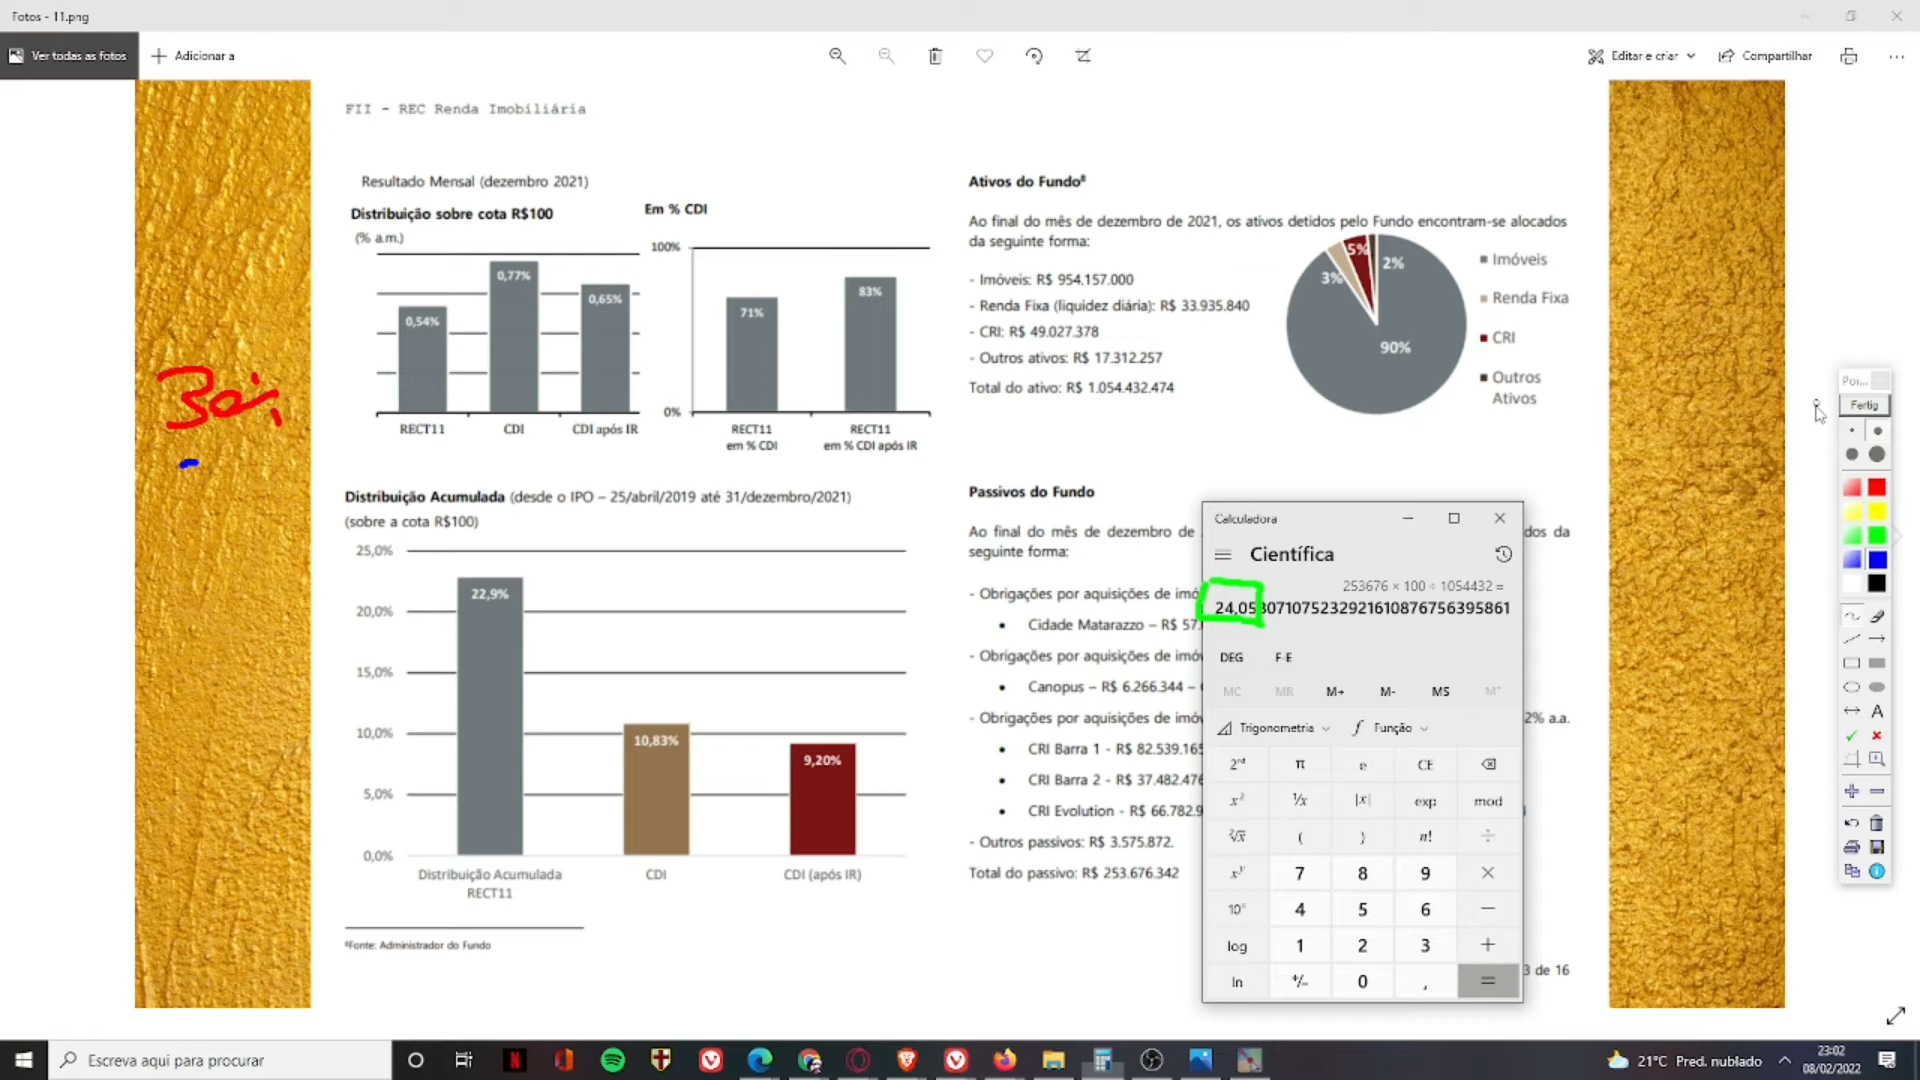 Fotos - 11.png
Ver todas as fotos
Adicionar a
Editar e criar
Compartilhar
FII - REC Renda Imobiliária
Resultado Mensal (dezembro 2021)
Distribuição sobre cota R$100
(% a.m.)
0,54%
0,77%
0,65%
RECT11
CDI
CDI após IR
Em % CDI
100%
71%
83%
0%
RECT11
em % CDI
RECT11
em % CDI após IR
30%
Distribuição Acumulada (desde o IPO – 25/abril/2019 até 31/dezembro/2021)
(sobre a cota R$100)
25,0%
20,0%
15,0%
10,0%
5,0%
0,0%
22,9%
10,83%
9,20%
Distribuição Acumulada
RECT11
CDI
CDI (após IR)
⁸Fonte: Administrador do Fundo
Ativos do Fundo⁸
Ao final do mês de dezembro de 2021, os ativos detidos pelo Fundo encontram-se alocados
da seguinte forma:
- Imóveis: R$ 954.157.000
- Renda Fixa (liquidez diária): R$ 33.935.840
- CRI: R$ 49.027.378
- Outros ativos: R$ 17.312.257
Total do ativo: R$ 1.054.432.474
3%
5%
2%
90%
Imóveis
Renda Fixa
CRI
Outros
Ativos
Passivos do Fundo
Ao final do mês de dezembro de
dos da
seguinte forma:
- Obrigações por aquisições de imó
Cidade Matarazzo – R$ 57.
- Obrigações por aquisições de imó
Canopus – R$ 6.266.344 –
- Obrigações por aquisições de imó
2% a.a.
CRI Barra 1 - R$ 82.539.165
CRI Barra 2 - R$ 37.482.476
CRI Evolution - R$ 66.782.9
- Outros passivos: R$ 3.575.872.
Total do passivo: R$ 253.676.342
3 de 16
Calculadora
Científica
253676 × 100 ÷ 1054432 =
24,05307107523292161087675639​5861
DEG F-E
MC MR M+ M- MS M˅
Trigonometria Função
2ⁿᵈ π e CE
x² ¹/x |x| exp mod
²√x ( ) n! ÷
xʸ 7 8 9 ×
10ˣ 4 5 6 −
log 1 2 3 +
ln +/− 0 , =
Poi...
Fertig
A
Escreva aqui para procurar
21°C Pred. nublado
23:02
08/02/2022